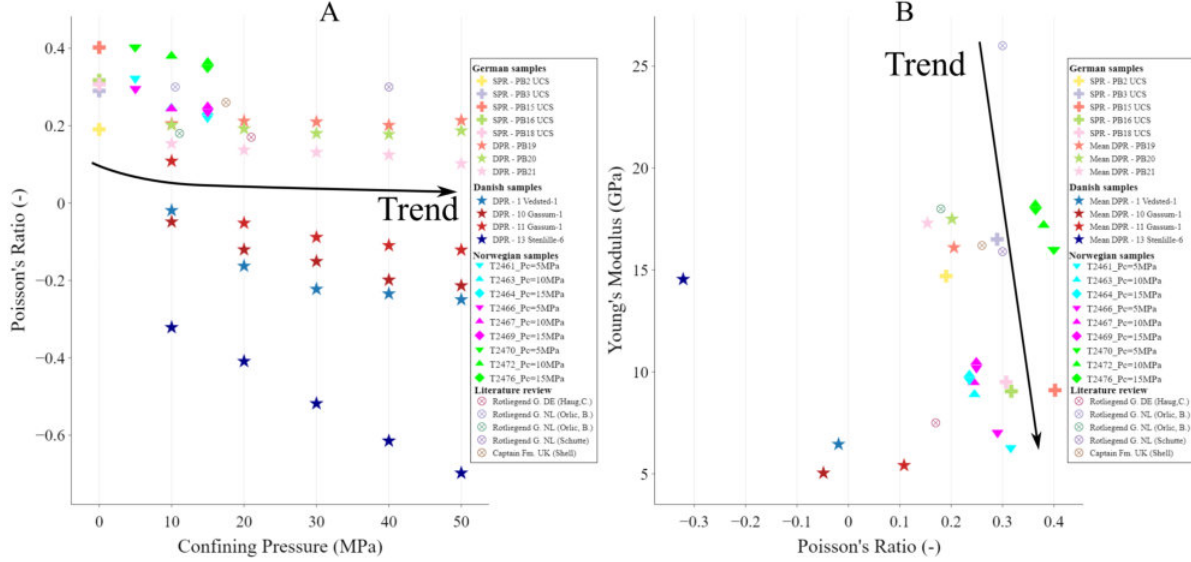 A
B
Poisson's Ratio (-)
0.4
0.2
0
−0.2
−0.4
−0.6
0
10
20
30
40
50
Confining Pressure (MPa)
Trend
German samples
SPR - PB2 UCS
SPR - PB3 UCS
SPR - PB15 UCS
SPR - PB16 UCS
SPR - PB18 UCS
DPR - PB19
DPR - PB20
DPR - PB21
Danish samples
DPR - 1 Vedsted-1
DPR - 10 Gassum-1
DPR - 11 Gassum-1
DPR - 13 Stenlille-6
Norwegian samples
T2461_Pc=5MPa
T2463_Pc=10MPa
T2464_Pc=15MPa
T2466_Pc=5MPa
T2467_Pc=10MPa
T2469_Pc=15MPa
T2470_Pc=5MPa
T2472_Pc=10MPa
T2476_Pc=15MPa
Literature review
Rotliegend G. DE (Haug,C.)
Rotliegend G. NL (Orlic, B.)
Rotliegend G. NL (Orlic, B.)
Rotliegend G. NL (Schutte)
Captain Fm. UK (Shell)
Young's Modulus (GPa)
25
20
15
10
5
−0.3
−0.2
−0.1
0
0.1
0.2
0.3
0.4
Poisson's Ratio (-)
Trend
German samples
SPR - PB2 UCS
SPR - PB3 UCS
SPR - PB15 UCS
SPR - PB16 UCS
SPR - PB18 UCS
Mean DPR - PB19
Mean DPR - PB20
Mean DPR - PB21
Danish samples
Mean DPR - 1 Vedsted-1
Mean DPR - 10 Gassum-1
Mean DPR - 11 Gassum-1
Mean DPR - 13 Stenlille-6
Norwegian samples
T2461_Pc=5MPa
T2463_Pc=10MPa
T2464_Pc=15MPa
T2466_Pc=5MPa
T2467_Pc=10MPa
T2469_Pc=15MPa
T2470_Pc=5MPa
T2472_Pc=10MPa
T2476_Pc=15MPa
Literature review
Rotliegend G. DE (Haug,C.)
Rotliegend G. NL (Orlic, B.)
Rotliegend G. NL (Orlic, B.)
Rotliegend G. NL (Schutte)
Captain Fm. UK (Shell)